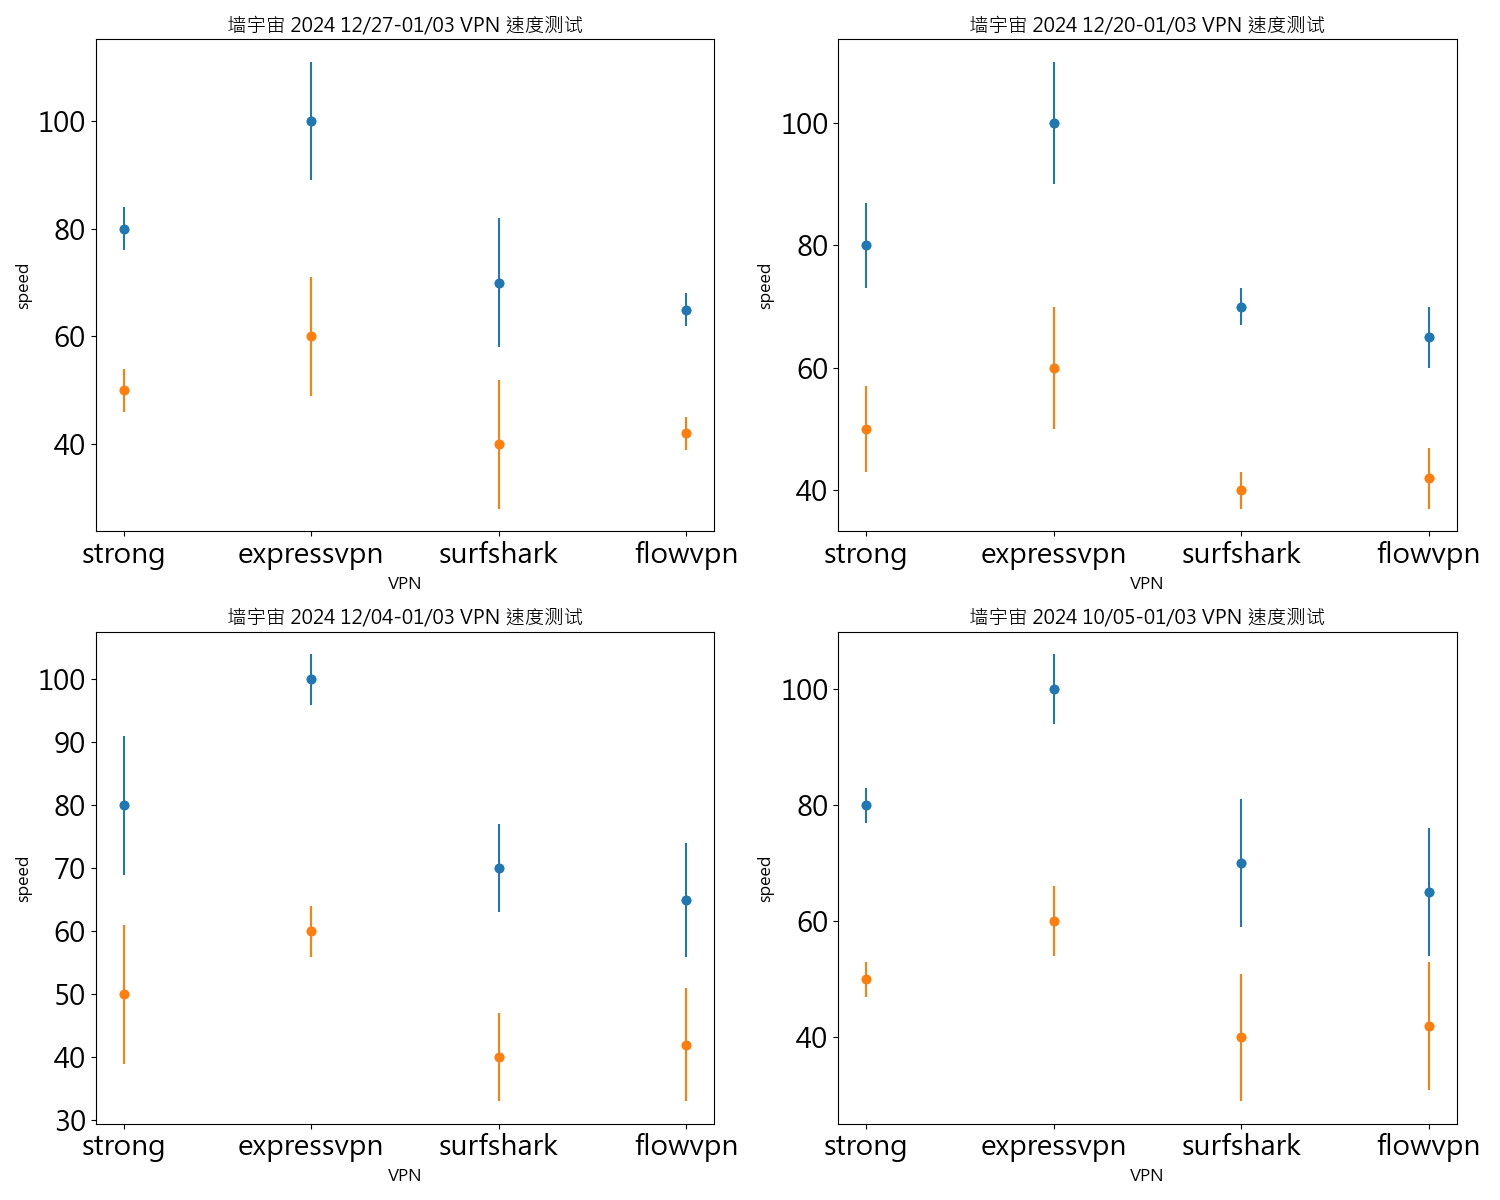 墙宇宙 2024 12/27-01/03 VPN 速度测试
100
80
60
40
speed
strong expressvpn surfshark flowvpn
VPN
墙宇宙 2024 12/20-01/03 VPN 速度测试
100
80
60
40
speed
strong expressvpn surfshark flowvpn
VPN
墙宇宙 2024 12/04-01/03 VPN 速度测试
100
90
80
70
60
50
40
30
speed
strong expressvpn surfshark flowvpn
VPN
墙宇宙 2024 10/05-01/03 VPN 速度测试
100
80
60
40
speed
strong expressvpn surfshark flowvpn
VPN